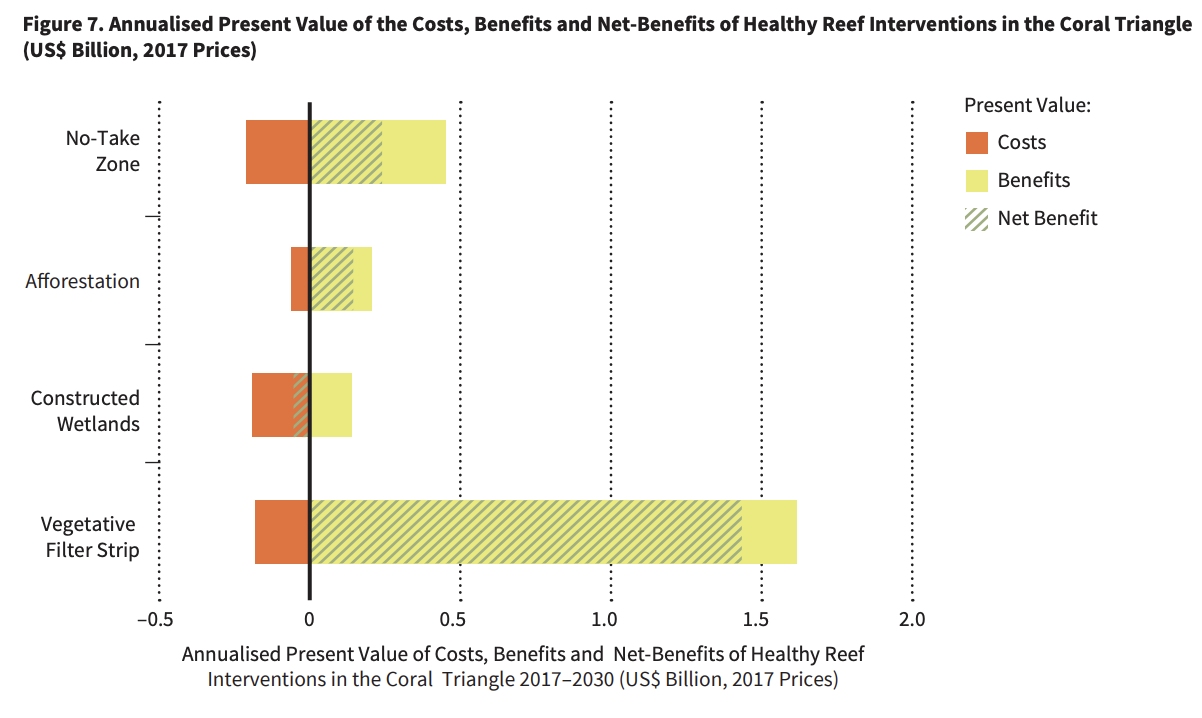 Figure 7. Annualised Present Value of the Costs, Benefits and Net-Benefits of Healthy Reef Interventions in the Coral Triangle
(US$ Billion, 2017 Prices)
Present Value:
Costs
Benefits
Net Benefit
No-Take
Zone
Afforestation
Constructed
Wetlands
Vegetative
Filter Strip
–0.5
0
0.5
1.0
1.5
2.0
Annualised Present Value of Costs, Benefits and Net-Benefits of Healthy Reef
Interventions in the Coral Triangle 2017–2030 (US$ Billion, 2017 Prices)